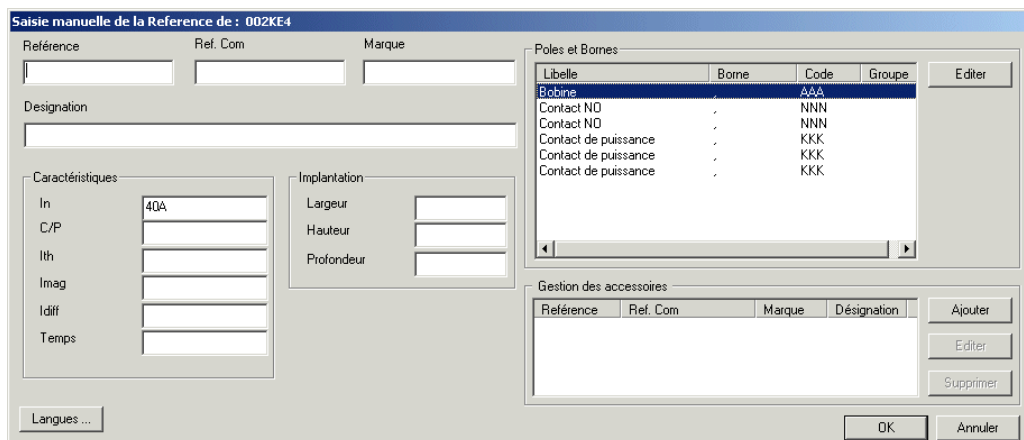 Saisie manuelle de la Reference de : 002KE4
Reférence Ref. Com Marque
Designation
Caractéristiques
In 40A
C/P
Ith
Imag
Idiff
Temps
Implantation
Largeur
Hauteur
Profondeur
Langues ...
Poles et Bornes
Libelle Borne Code Groupe
Bobine , AAA
Contact NO , NNN
Contact NO , NNN
Contact de puissance , KKK
Contact de puissance , KKK
Contact de puissance , KKK
Editer
Gestion des accessoires
Reférence Ref. Com Marque Désignation
Ajouter
Editer
Supprimer
OK Annuler